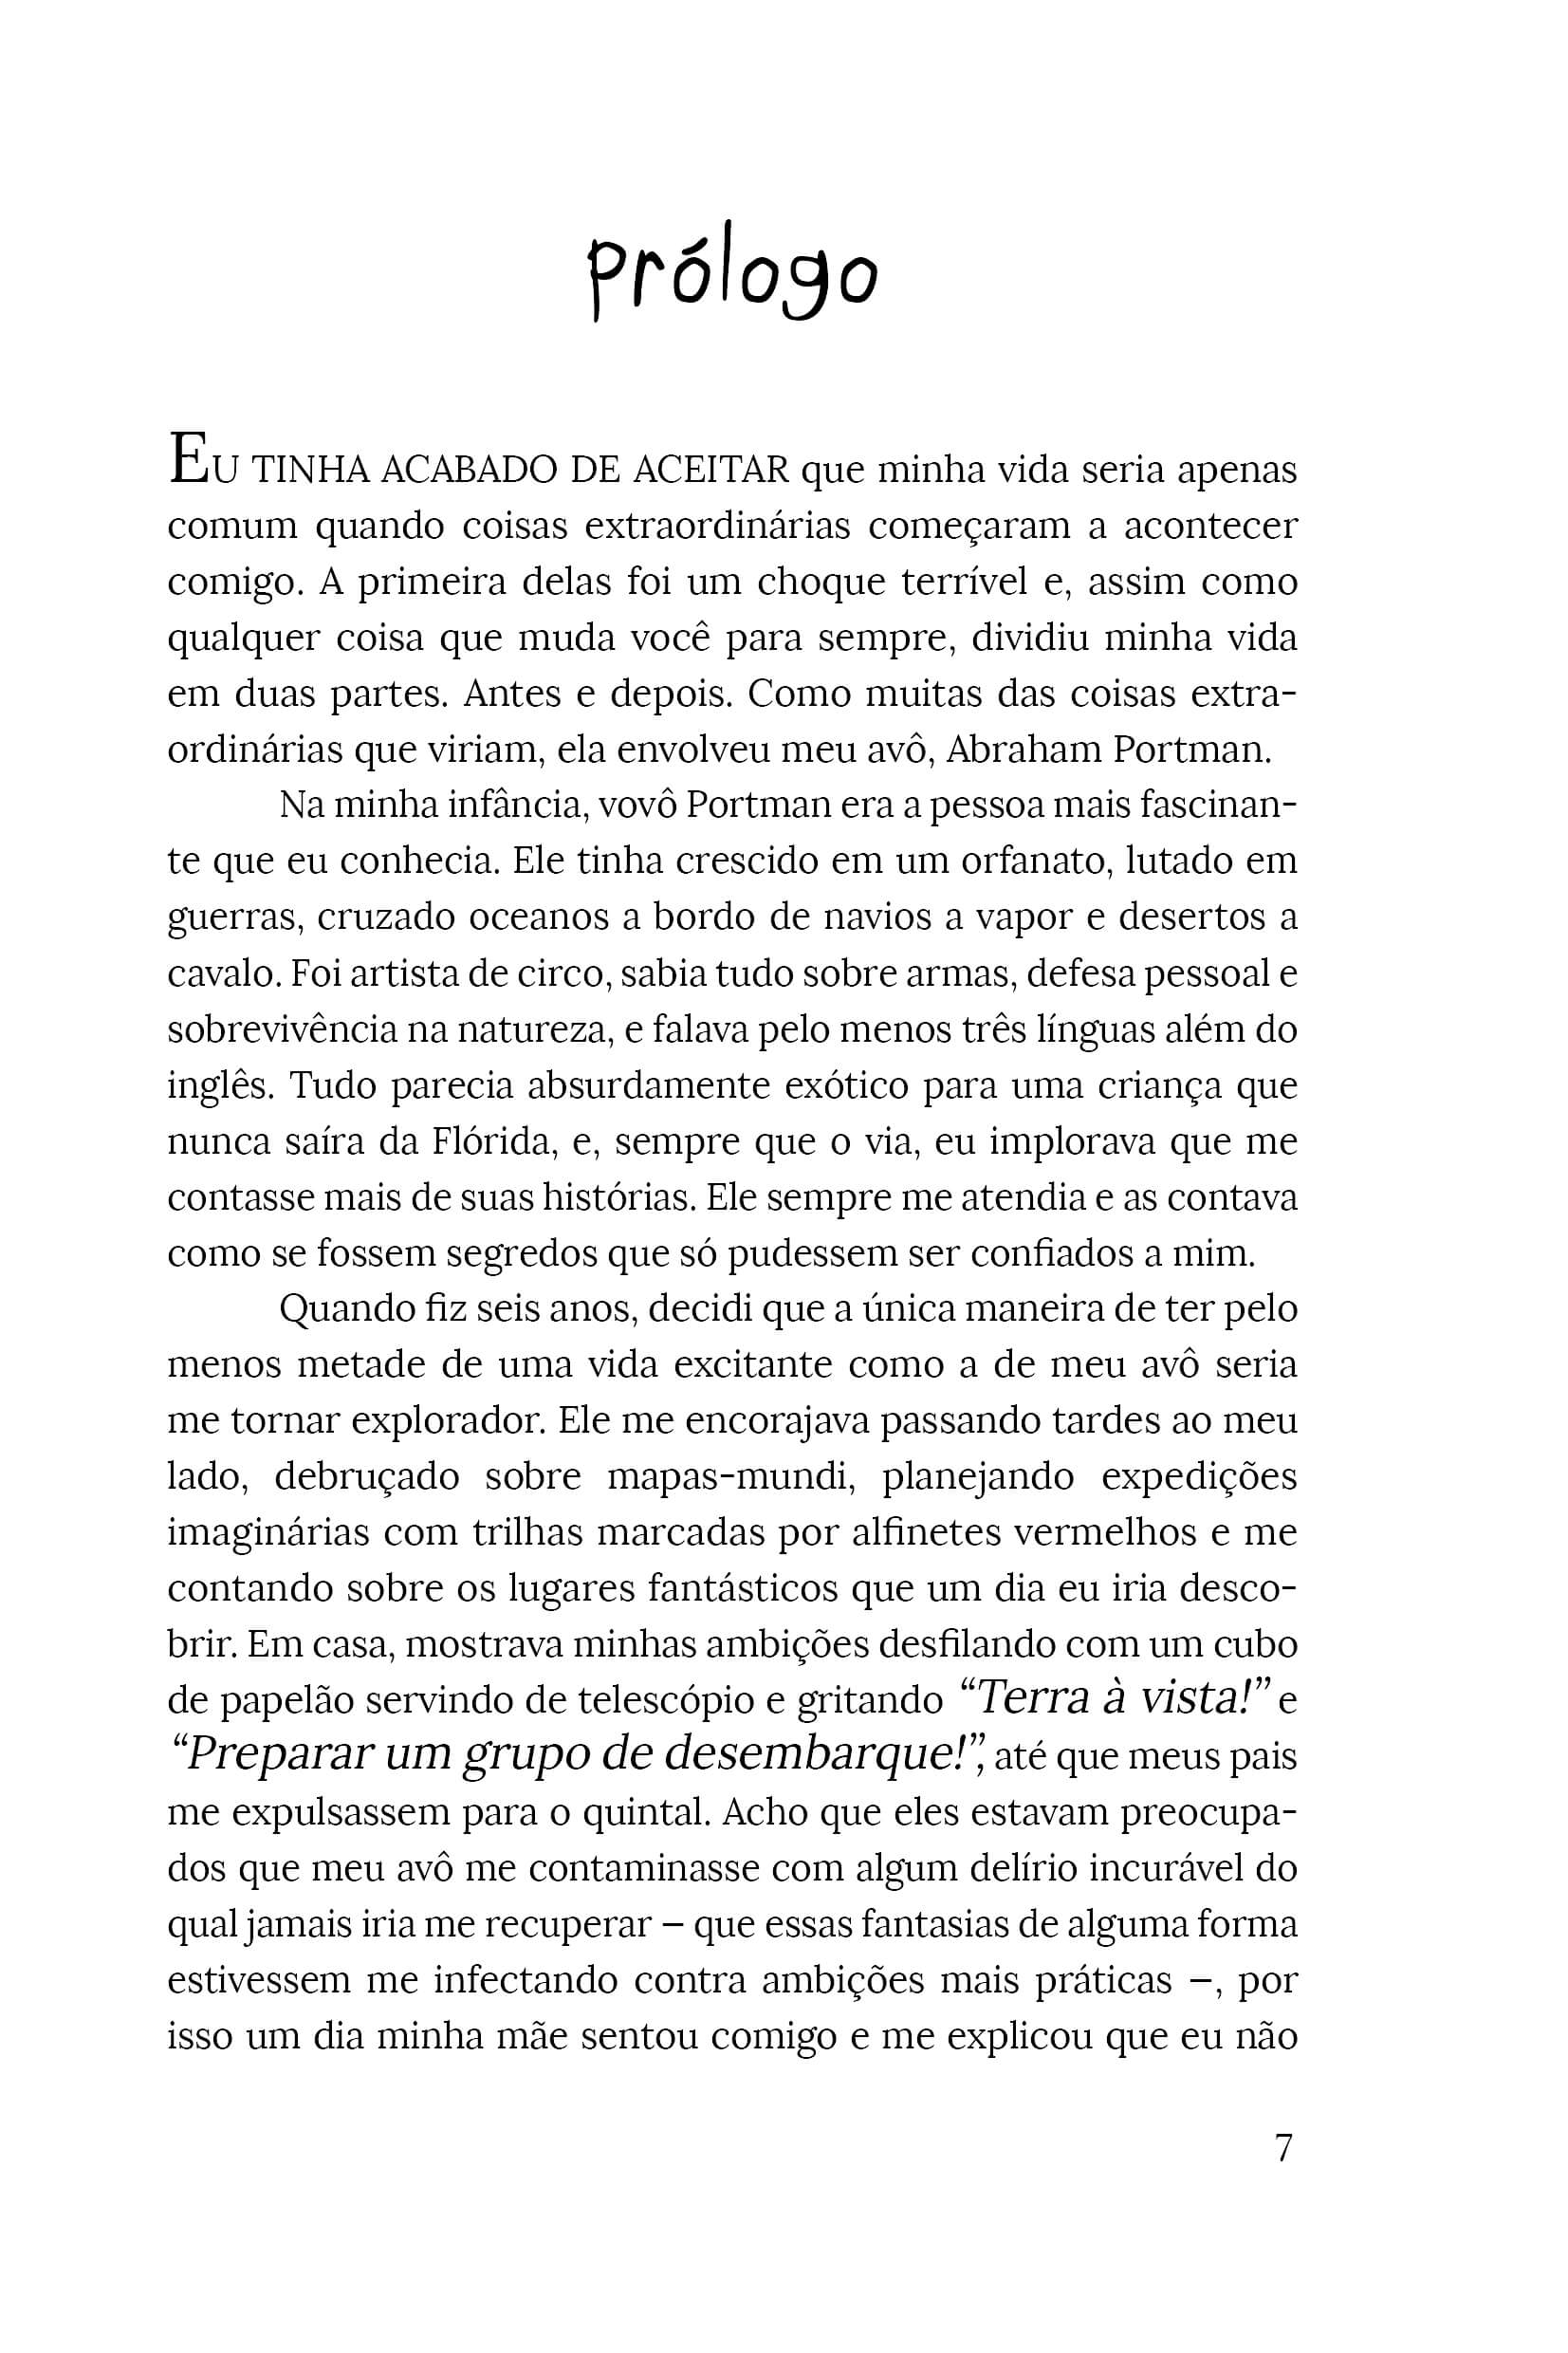 prólogo
EU TINHA ACABADO DE ACEITAR que minha vida seria apenas
comum quando coisas extraordinárias começaram a acontecer
comigo. A primeira delas foi um choque terrível e, assim como
qualquer coisa que muda você para sempre, dividiu minha vida
em duas partes. Antes e depois. Como muitas das coisas extra-
ordinárias que viriam, ela envolveu meu avô, Abraham Portman.
Na minha infância, vovô Portman era a pessoa mais fascinan-
te que eu conhecia. Ele tinha crescido em um orfanato, lutado em
guerras, cruzado oceanos a bordo de navios a vapor e desertos a
cavalo. Foi artista de circo, sabia tudo sobre armas, defesa pessoal e
sobrevivência na natureza, e falava pelo menos três línguas além do
inglês. Tudo parecia absurdamente exótico para uma criança que
nunca saíra da Flórida, e, sempre que o via, eu implorava que me
contasse mais de suas histórias. Ele sempre me atendia e as contava
como se fossem segredos que só pudessem ser confiados a mim.
Quando fiz seis anos, decidi que a única maneira de ter pelo
menos metade de uma vida excitante como a de meu avô seria
me tornar explorador. Ele me encorajava passando tardes ao meu
lado, debruçado sobre mapas-mundi, planejando expedições
imaginárias com trilhas marcadas por alfinetes vermelhos e me
contando sobre os lugares fantásticos que um dia eu iria desco-
brir. Em casa, mostrava minhas ambições desfilando com um cubo
de papelão servindo de telescópio e gritando “Terra à vista!” e
“Preparar um grupo de desembarque!”, até que meus pais
me expulsassem para o quintal. Acho que eles estavam preocupa-
dos que meu avô me contaminasse com algum delírio incurável do
qual jamais iria me recuperar – que essas fantasias de alguma forma
estivessem me infectando contra ambições mais práticas –, por
isso um dia minha mãe sentou comigo e me explicou que eu não
7